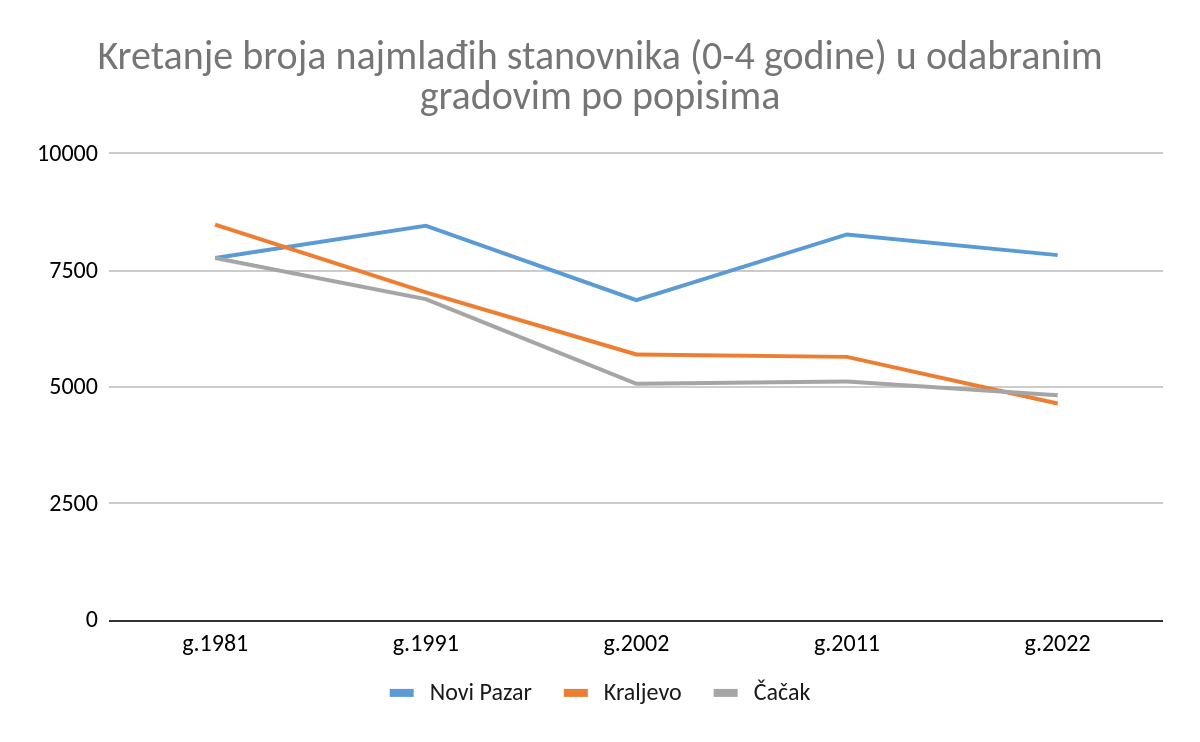 Kretanje broja najmlađih stanovnika (0-4 godine) u odabranim
gradovim po popisima
10000
7500
5000
2500
0
g.1981 g.1991 g.2002 g.2011 g.2022
Novi Pazar Kraljevo Čačak